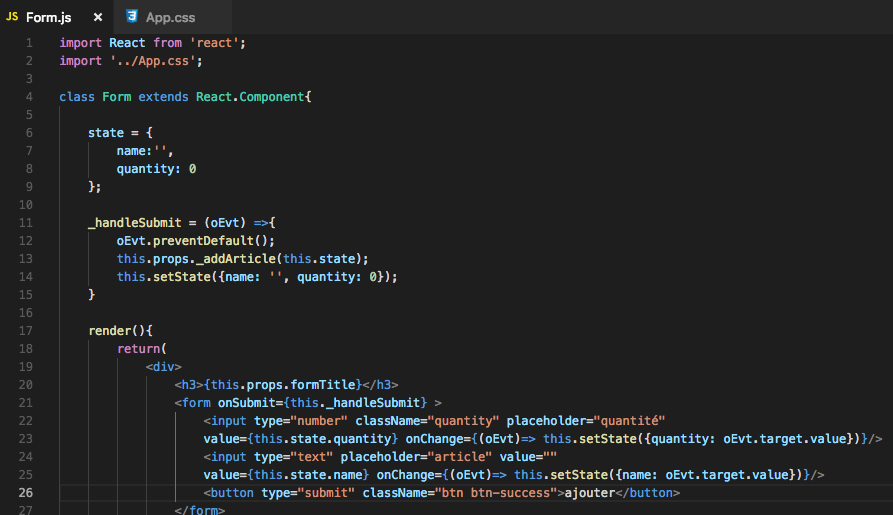 JS Form.js × App.css
1 import React from 'react';
2 import '../App.css';
3
4 class Form extends React.Component{
5
6 state = {
7 name:'',
8 quantity: 0
9 };
10
11 _handleSubmit = (oEvt) =>{
12 oEvt.preventDefault();
13 this.props._addArticle(this.state);
14 this.setState({name: '', quantity: 0});
15 }
16
17 render(){
18 return(
19 <div>
20 <h3>{this.props.formTitle}</h3>
21 <form onSubmit={this._handleSubmit} >
22 <input type="number" className="quantity" placeholder="quantité"
23 value={this.state.quantity} onChange={(oEvt)=> this.setState({quantity: oEvt.target.value})}/>
24 <input type="text" placeholder="article" value=""
25 value={this.state.name} onChange={(oEvt)=> this.setState({name: oEvt.target.value})}/>
26 <button type="submit" className="btn btn-success">ajouter</button>
27 </form>